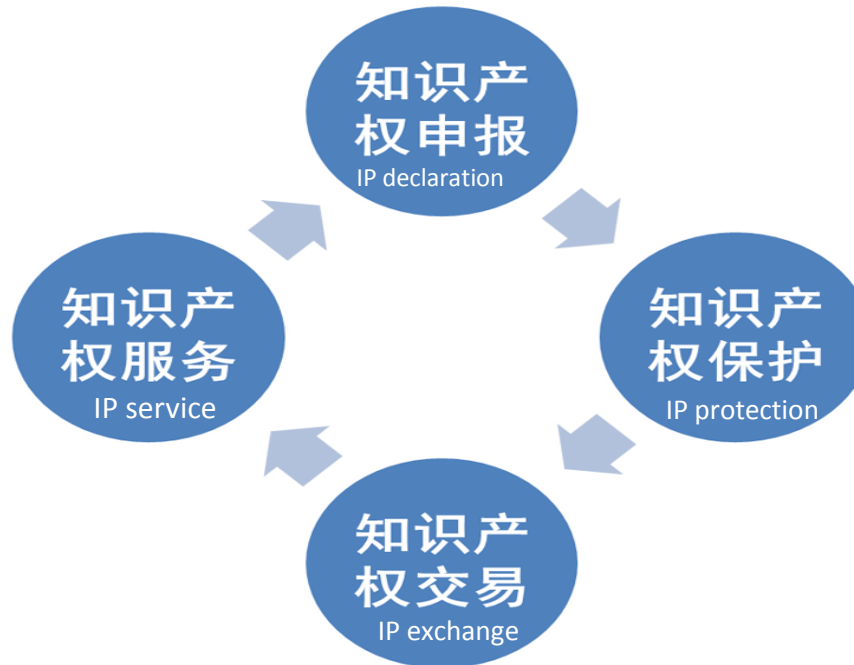 知识产
权申报
IP declaration
知识产
权服务
IP service
知识产
权保护
IP protection
知识产
权交易
IP exchange